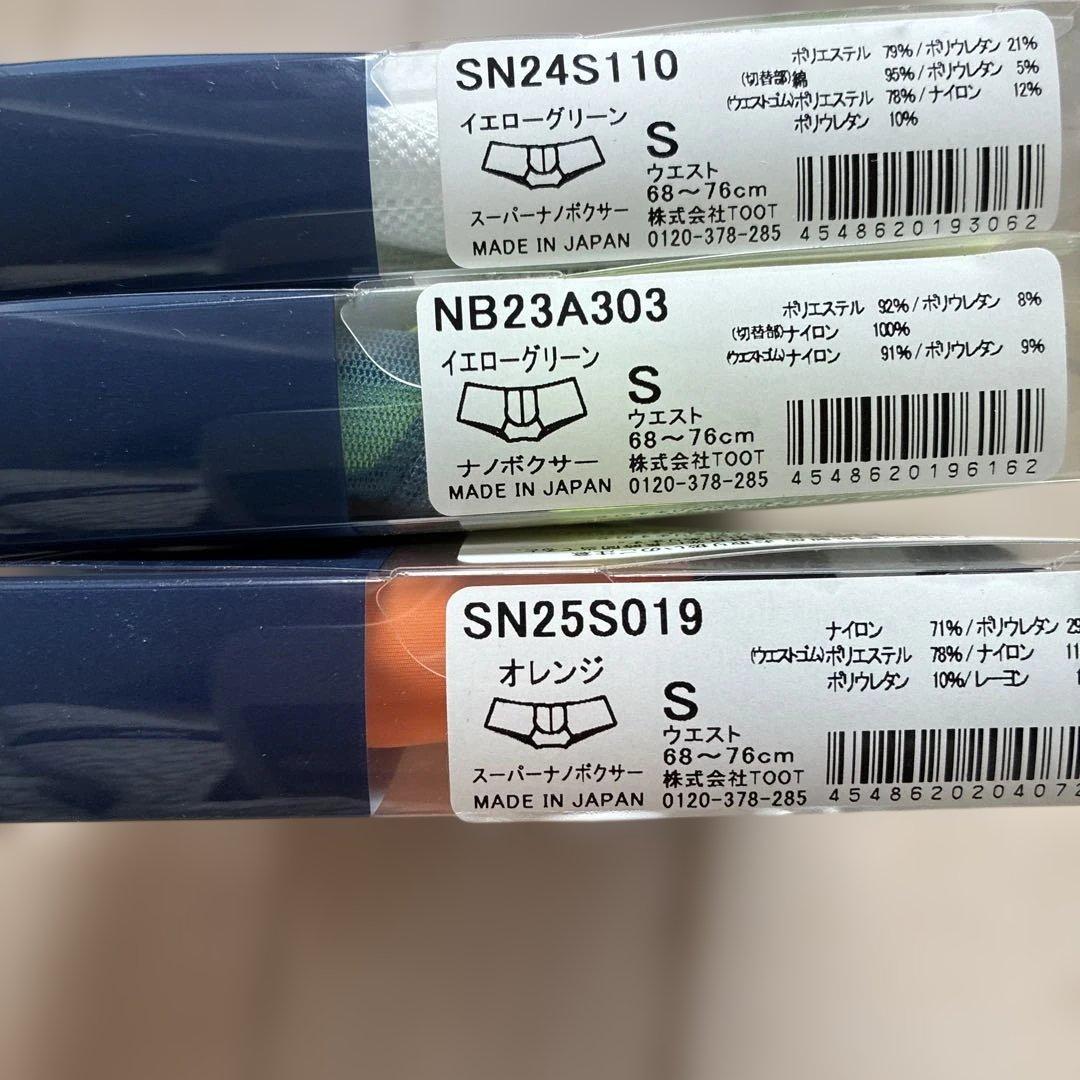 SN24S110
イエローグリーン
スーパーナノボクサー
MADE IN JAPAN
S
ウエスト
68～76cm
株式会社TOOT
0120-378-285
ポリエステル 79%/ポリウレタン 21%
(切替部)綿 95%/ポリウレタン 5%
(ウエストゴム)ポリエステル 78%/ナイロン 12%
ポリウレタン 10%
4548620193062
NB23A303
イエローグリーン
ナノボクサー
MADE IN JAPAN
S
ウエスト
68～76cm
株式会社TOOT
0120-378-285
ポリエステル 92%/ポリウレタン 8%
(切替部)ナイロン 100%
(ウエストゴム)ナイロン 91%/ポリウレタン 9%
4548620196162
SN25S019
オレンジ
スーパーナノボクサー
MADE IN JAPAN
S
ウエスト
68～76cm
株式会社TOOT
0120-378-285
ナイロン 71%/ポリウレタン 29
(ウエストゴム)ポリエステル 78%/ナイロン 11
ポリウレタン 10%/レーヨン
4548620204072